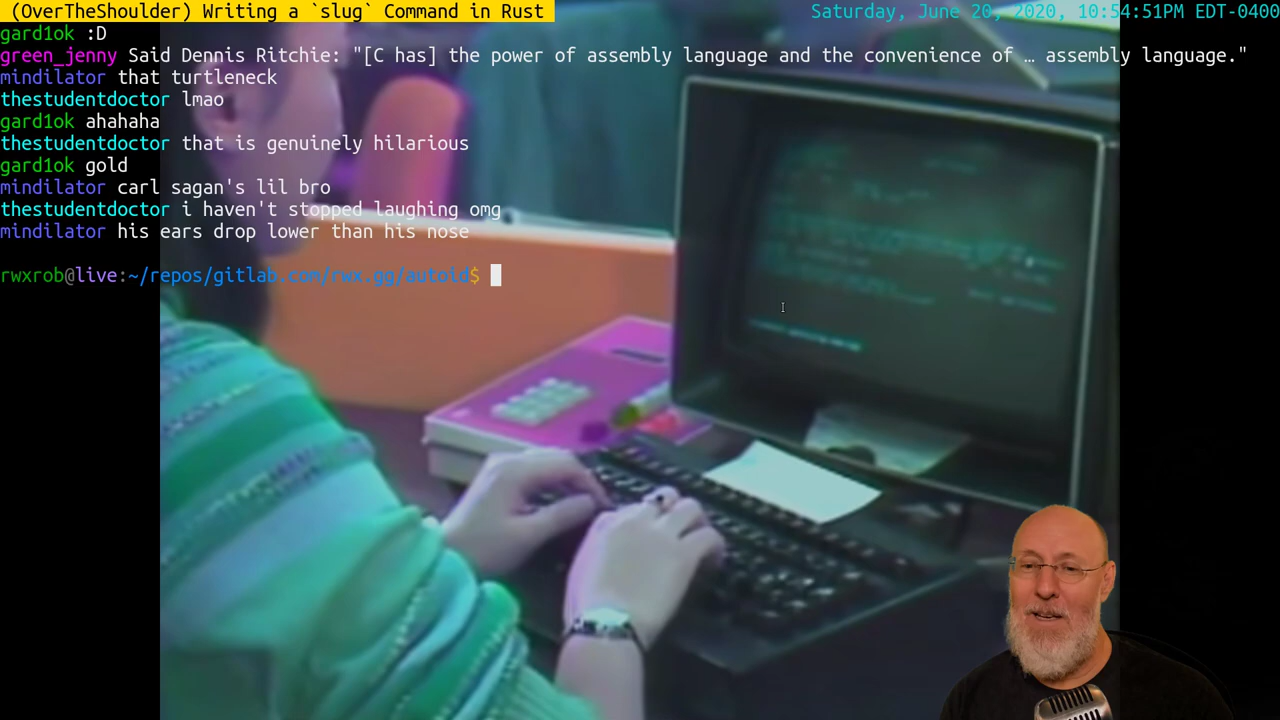 (OverTheShoulder) Writing a `slug` Command in Rust
Saturday, June 20, 2020, 10:54:51PM EDT-0400
gard1ok :D
green_jenny Said Dennis Ritchie: "[C has] the power of assembly language and the convenience of … assembly language."
mindilator that turtleneck
thestudentdoctor lmao
gard1ok ahahaha
thestudentdoctor that is genuinely hilarious
gard1ok gold
mindilator carl sagan's lil bro
thestudentdoctor i haven't stopped laughing omg
mindilator his ears drop lower than his nose
rwxrob@live:~/repos/gitlab.com/rwx.gg/autoid$